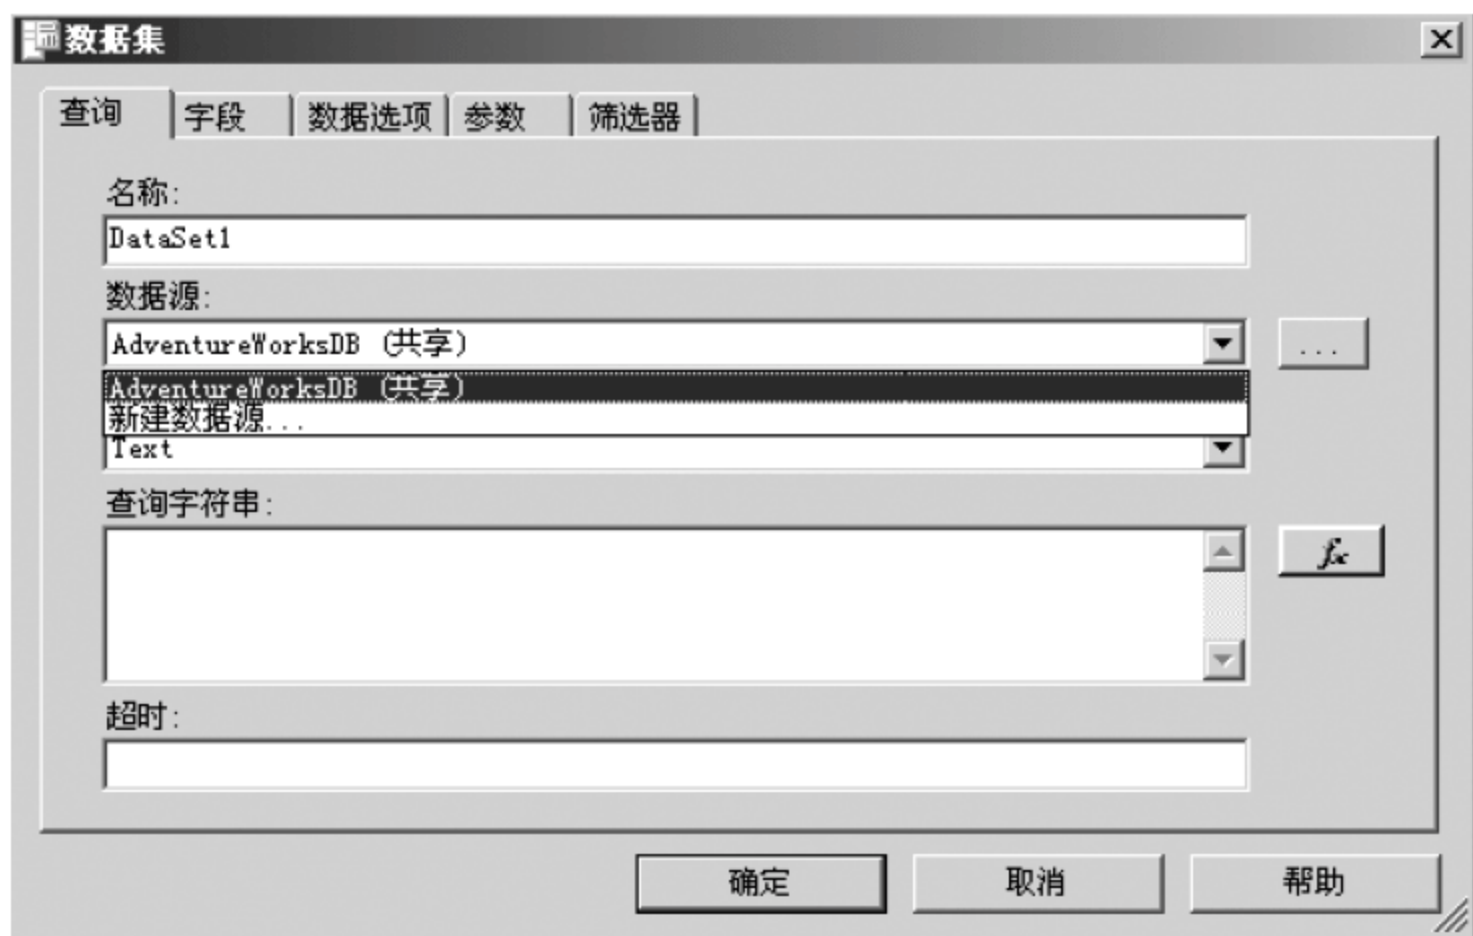 数据集
查询 字段 数据选项 参数 筛选器
名称:
DataSet1
数据源:
AdventureWorksDB (共享)
...
AdventureWorksDB (共享)
新建数据源...
Text
查询字符串:
fx
超时:
确定 取消 帮助